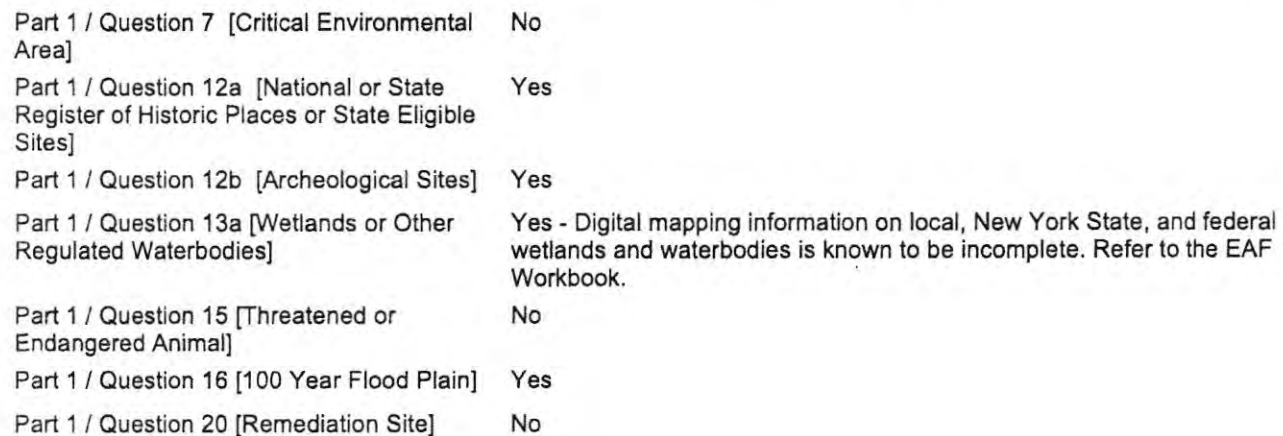 Part 1 / Question 7 [Critical Environmental Area] No
Part 1 / Question 12a [National or State Register of Historic Places or State Eligible Sites] Yes
Part 1 / Question 12b [Archeological Sites] Yes
Part 1 / Question 13a [Wetlands or Other Regulated Waterbodies] Yes - Digital mapping information on local, New York State, and federal wetlands and waterbodies is known to be incomplete. Refer to the EAF Workbook.
Part 1 / Question 15 [Threatened or Endangered Animal] No
Part 1 / Question 16 [100 Year Flood Plain] Yes
Part 1 / Question 20 [Remediation Site] No